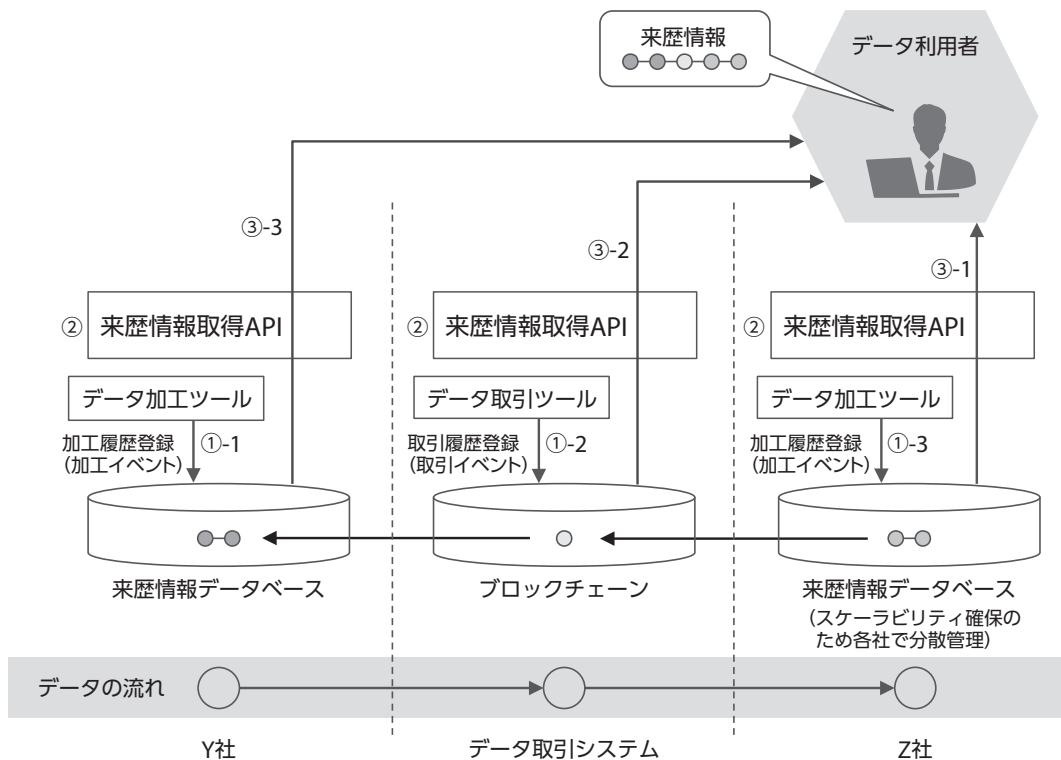 来歴情報
データ利用者
③-3
③-2
③-1
②
来歴情報取得API
②
来歴情報取得API
②
来歴情報取得API
データ加工ツール
データ取引ツール
データ加工ツール
加工履歴登録
(加工イベント)
①-1
取引履歴登録
(取引イベント)
①-2
加工履歴登録
(加工イベント)
①-3
来歴情報データベース
ブロックチェーン
来歴情報データベース
(スケーラビリティ確保の
ため各社で分散管理)
データの流れ
Y社
データ取引システム
Z社